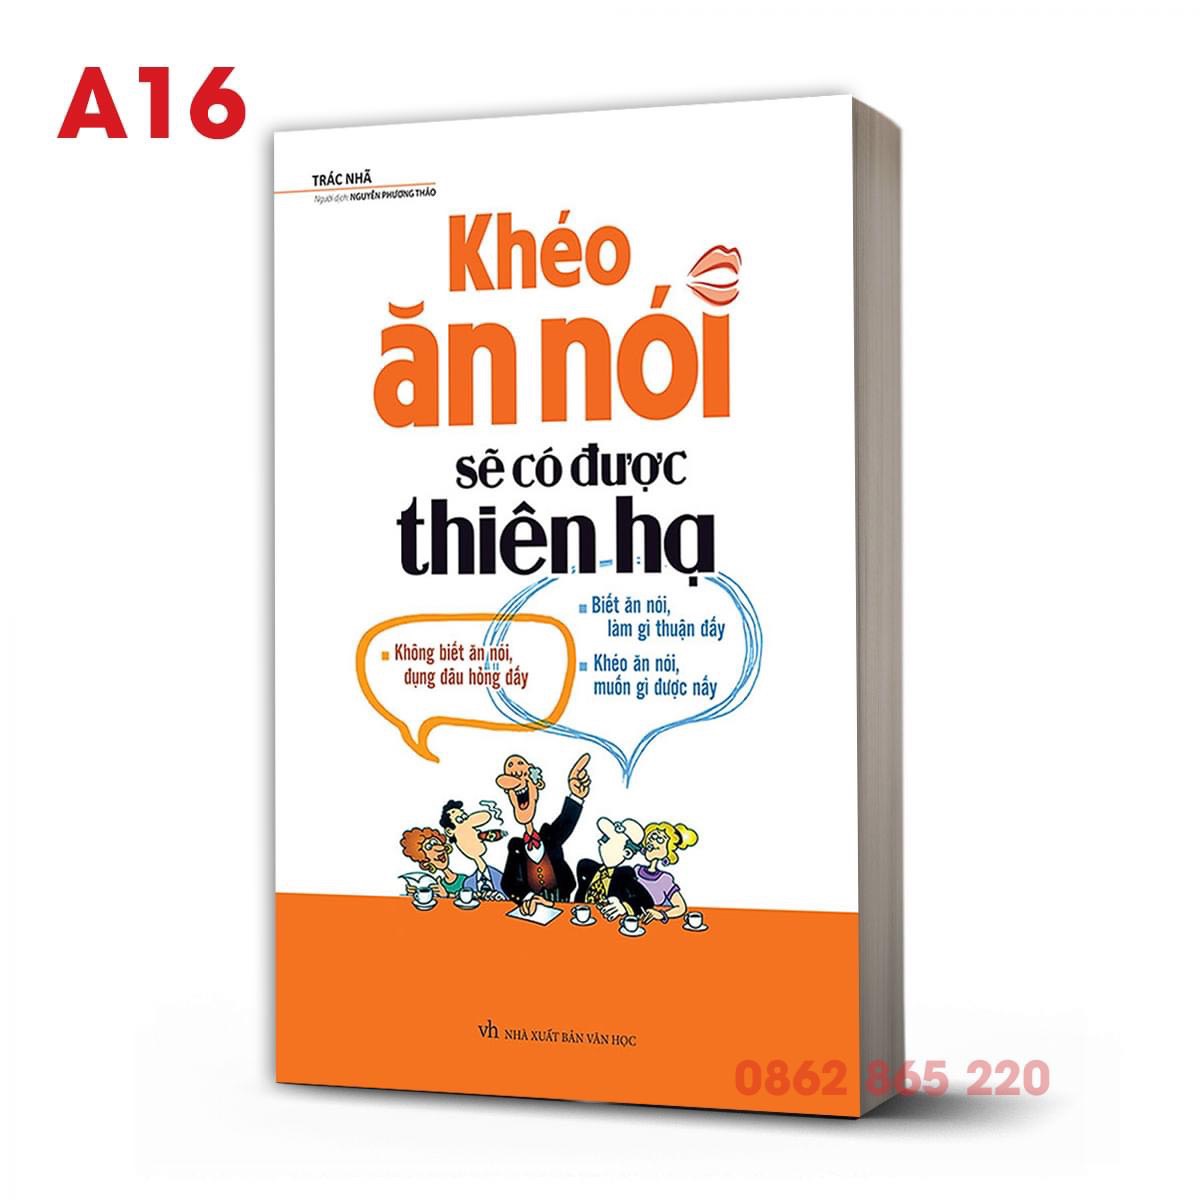 A16
TRÁC NHÃ
Người dịch: NGUYỄN PHƯƠNG THẢO
Khéo
ăn nói
sẽ có được
thiên hạ
Biết ăn nói,
làm gì thuận đấy
Không biết ăn nói,
đụng đâu hỏng đấy
Khéo ăn nói,
muốn gì được nấy
vh NHÀ XUẤT BẢN VĂN HỌC
0862 865 220